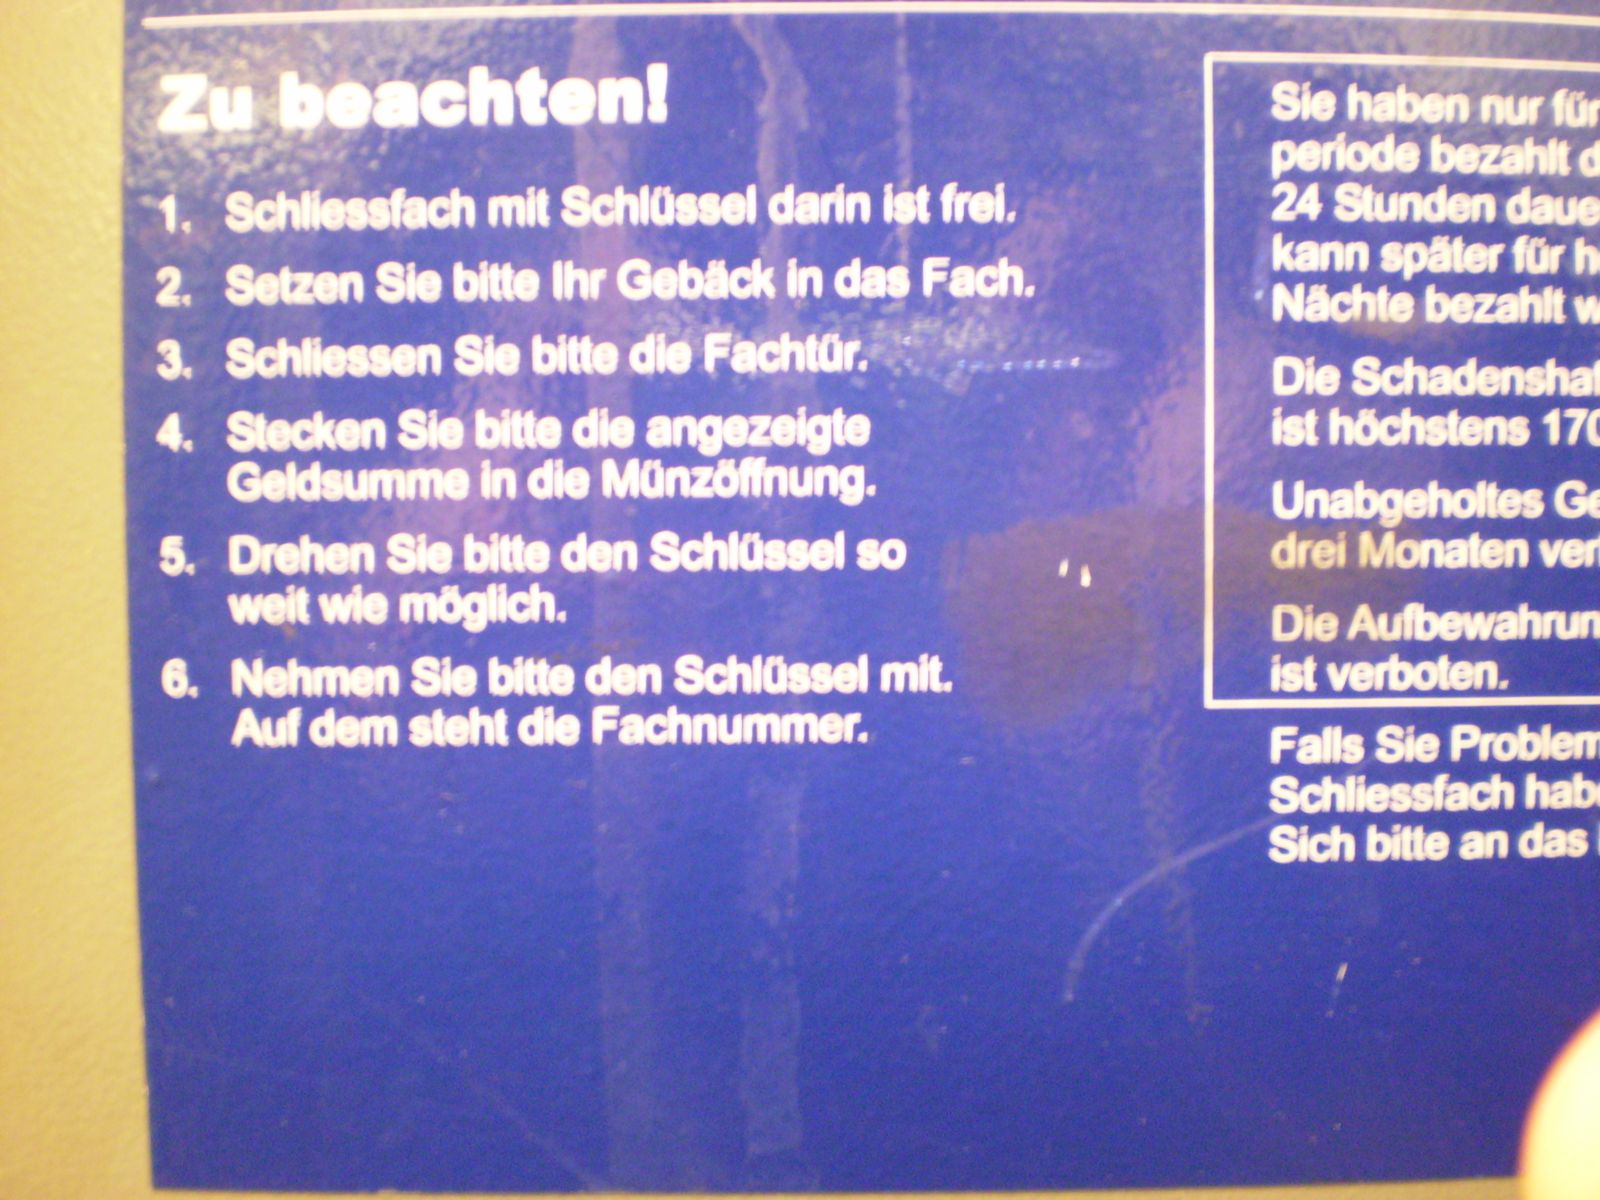 Zu beachten!
1. Schliessfach mit Schlüssel darin ist frei.
2. Setzen Sie bitte Ihr Gebäck in das Fach.
3. Schliessen Sie bitte die Fachtür.
4. Stecken Sie bitte die angezeigte
Geldsumme in die Münzöffnung.
5. Drehen Sie bitte den Schlüssel so
weit wie möglich.
6. Nehmen Sie bitte den Schlüssel mit.
Auf dem steht die Fachnummer.
Sie haben nur für
periode bezahlt
24 Stunden
kann später für
Nächte bezahlt
Die
ist höchstens
Unabgeholtes
drei Monaten
Die
ist verboten.
Falls Sie
Schliessfach
Sich bitte an das